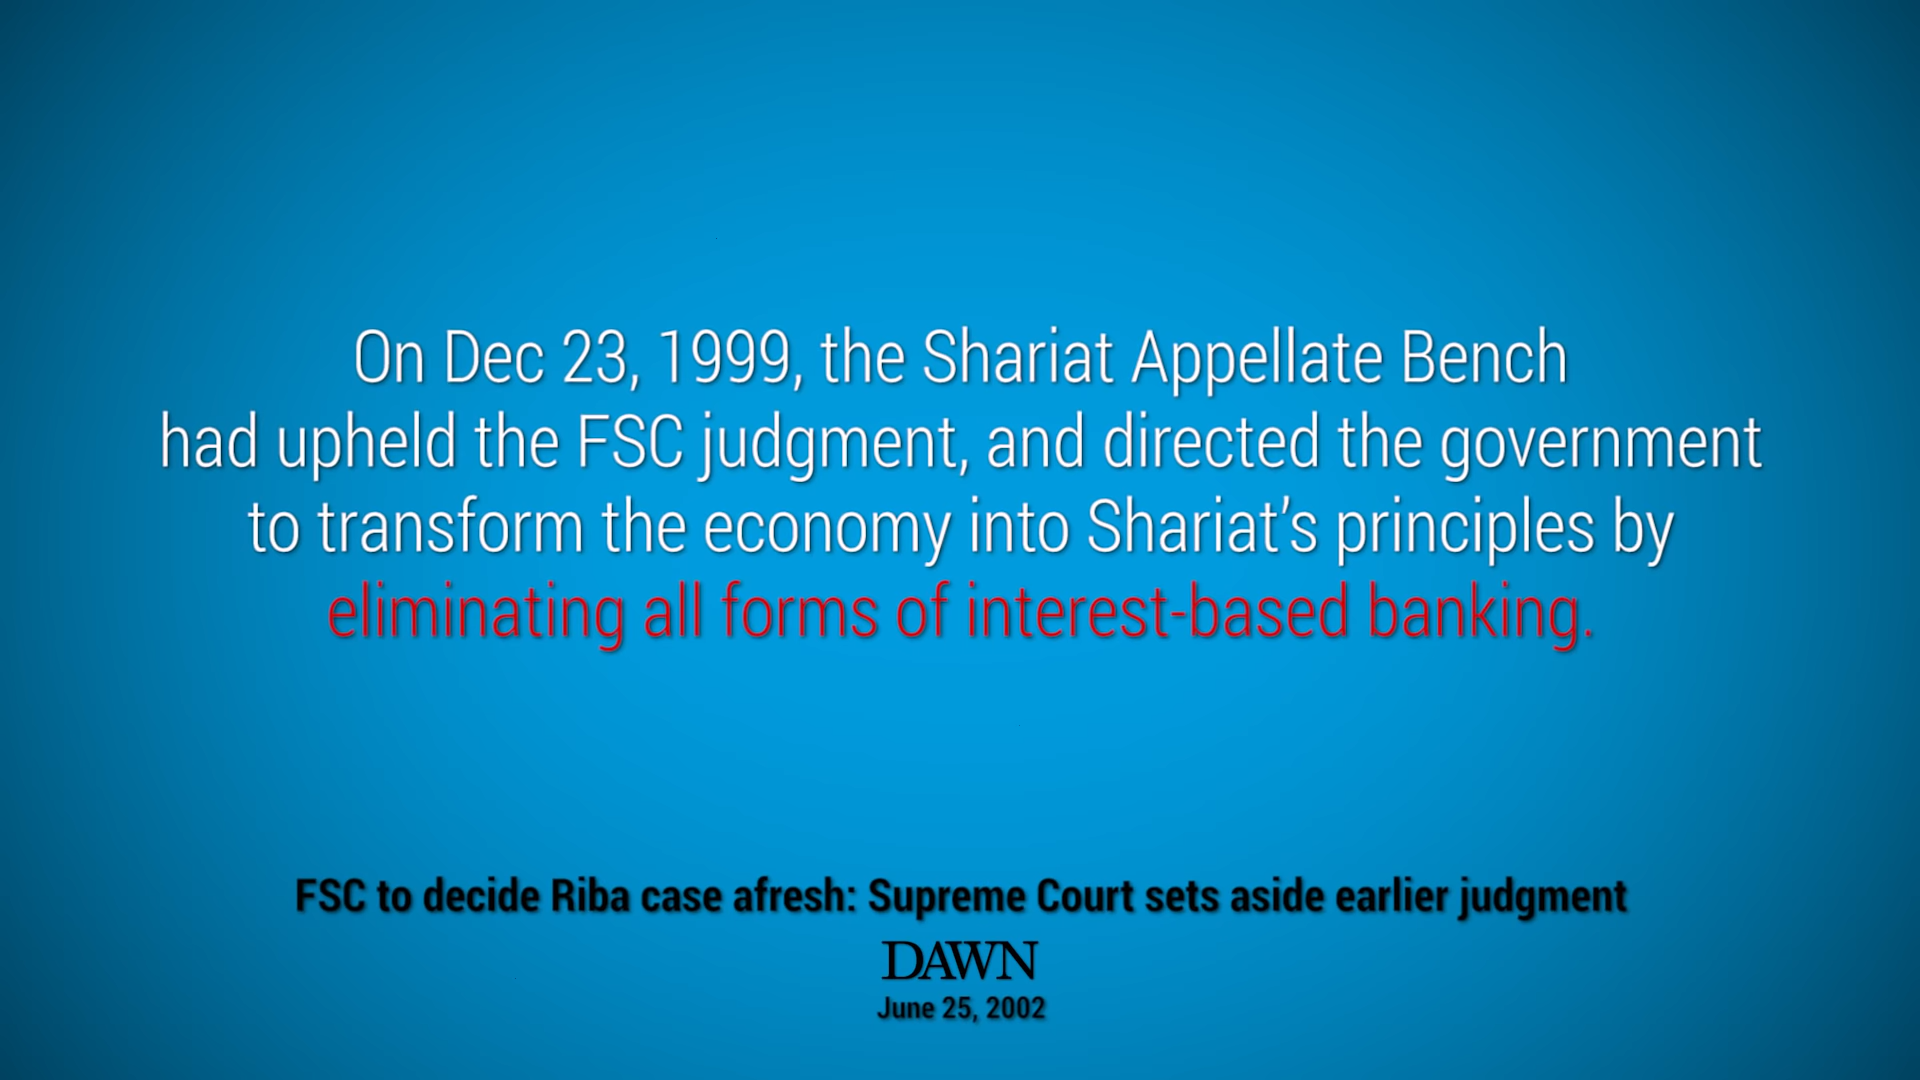 On Dec 23, 1999, the Shariat Appellate Bench
had upheld the FSC judgment, and directed the government
to transform the economy into Shariat’s principles by
eliminating all forms of interest-based banking.
FSC to decide Riba case afresh: Supreme Court sets aside earlier judgment
DAWN
June 25, 2002